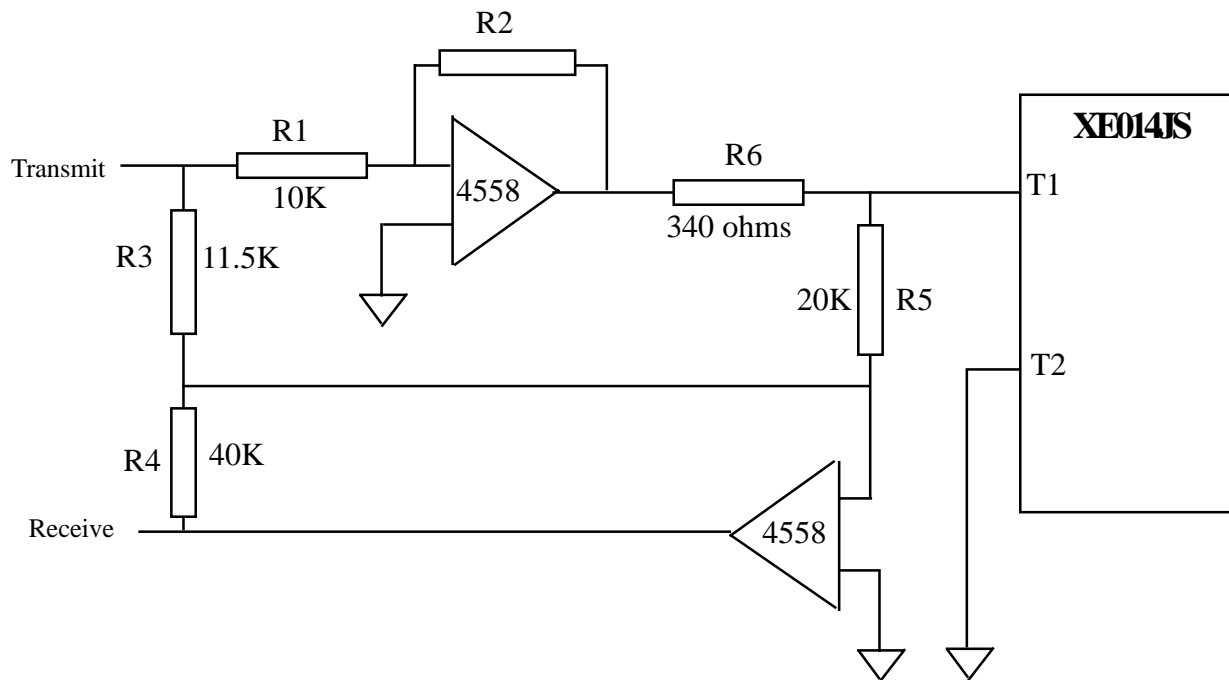 R2
XE014JS
R1
R6
Transmit
4558
T1
10K
340 ohms
R3
11.5K
20K
R5
T2
R4
40K
Receive
4558